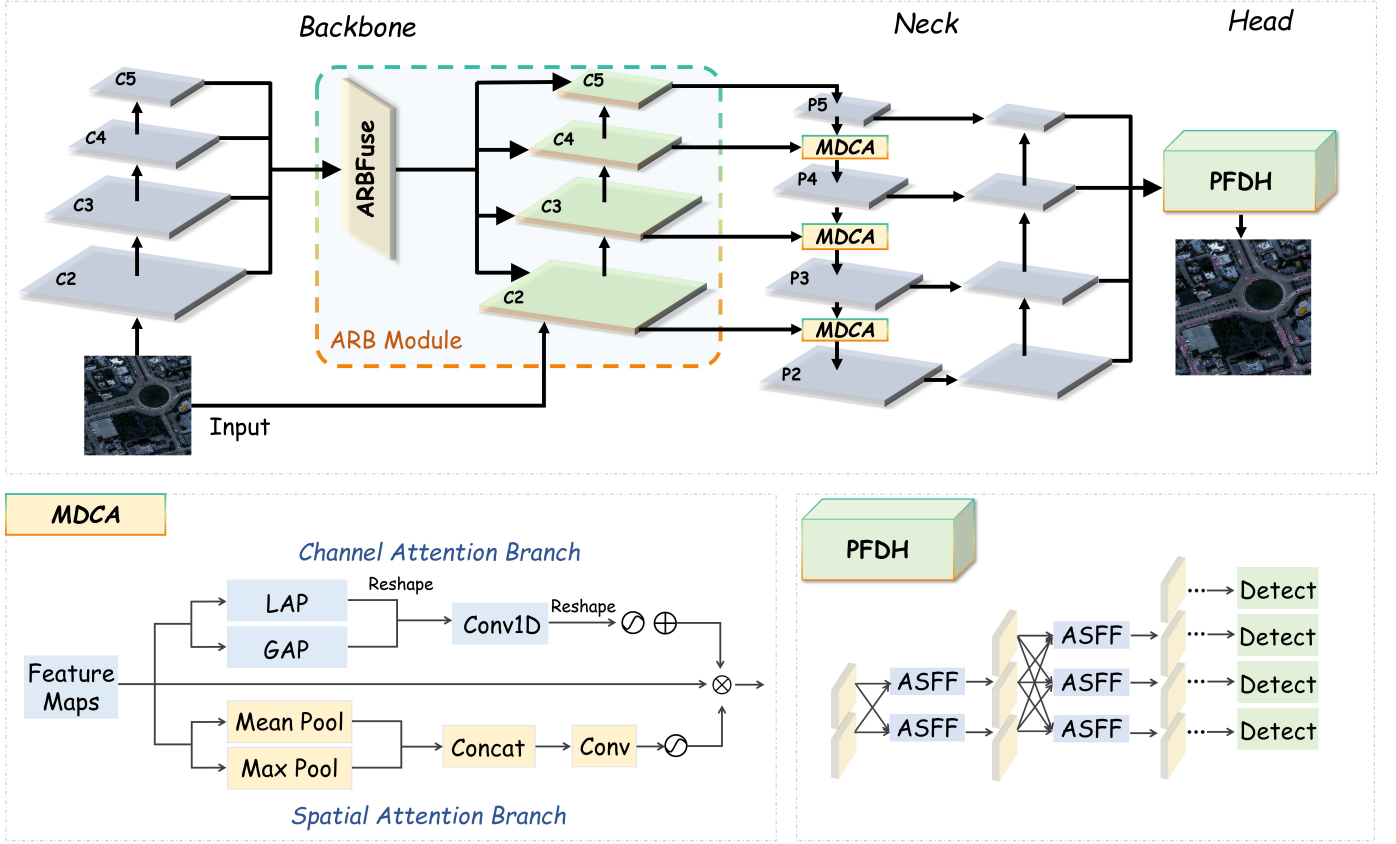 Backbone
Neck
Head
C5
C4
C3
C2
ARBFuse
C5
C4
C3
C2
ARB Module
Input
P5
MDCA
P4
MDCA
P3
MDCA
P2
PFDH
MDCA
Channel Attention Branch
LAP
GAP
Reshape
Conv1D
Reshape
Feature
Maps
Mean Pool
Max Pool
Concat
Conv
Spatial Attention Branch
PFDH
ASFF
ASFF
ASFF
ASFF
ASFF
Detect
Detect
Detect
Detect